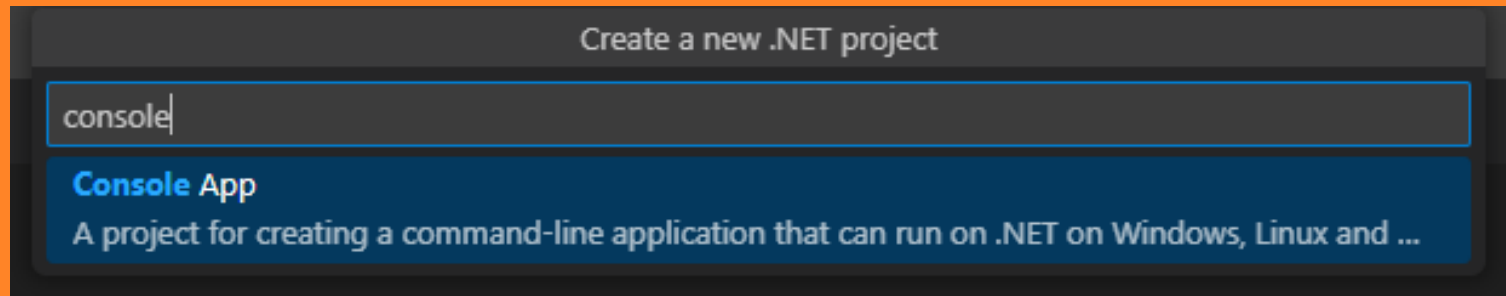 Create a new .NET project
console
Console App
A project for creating a command-line application that can run on .NET on Windows, Linux and ...